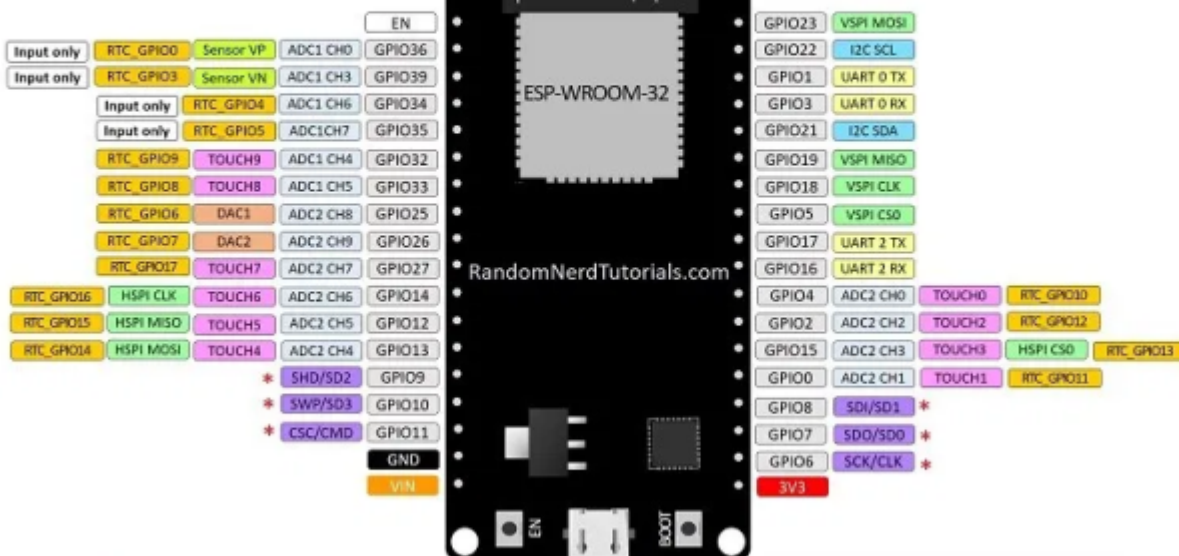 EN GPIO23 VSPI MOSI
Input only RTC_GPIO0 Sensor VP ADC1 CH0 GPIO36 GPIO22 I2C SCL
Input only RTC_GPIO3 Sensor VN ADC1 CH3 GPIO39 GPIO1 UART 0 TX
Input only RTC_GPIO4 ADC1 CH6 GPIO34 ESP-WROOM-32 GPIO3 UART 0 RX
Input only RTC_GPIO5 ADC1CH7 GPIO35 GPIO21 I2C SDA
RTC_GPIO9 TOUCH9 ADC1 CH4 GPIO32 GPIO19 VSPI MISO
RTC_GPIO8 TOUCH8 ADC1 CH5 GPIO33 GPIO18 VSPI CLK
RTC_GPIO6 DAC1 ADC2 CH8 GPIO25 GPIO5 VSPI CS0
RTC_GPIO7 DAC2 ADC2 CH9 GPIO26 GPIO17 UART 2 TX
RTC_GPIO17 TOUCH7 ADC2 CH7 GPIO27 RandomNerdTutorials.com GPIO16 UART 2 RX
RTC_GPIO16 HSPI CLK TOUCH6 ADC2 CH6 GPIO14 GPIO4 ADC2 CH0 TOUCH0 RTC_GPIO10
RTC_GPIO15 HSPI MISO TOUCH5 ADC2 CH5 GPIO12 GPIO2 ADC2 CH2 TOUCH2 RTC_GPIO12
RTC_GPIO14 HSPI MOSI TOUCH4 ADC2 CH4 GPIO13 GPIO15 ADC2 CH3 TOUCH3 HSPI CS0 RTC_GPIO13
* SHD/SD2 GPIO9 GPIO0 ADC2 CH1 TOUCH1 RTC_GPIO11
* SWP/SD3 GPIO10 GPIO8 SDI/SD1 *
* CSC/CMD GPIO11 GPIO7 SDO/SD0 *
GND GPIO6 SCK/CLK *
VIN 3V3
EN BOOT